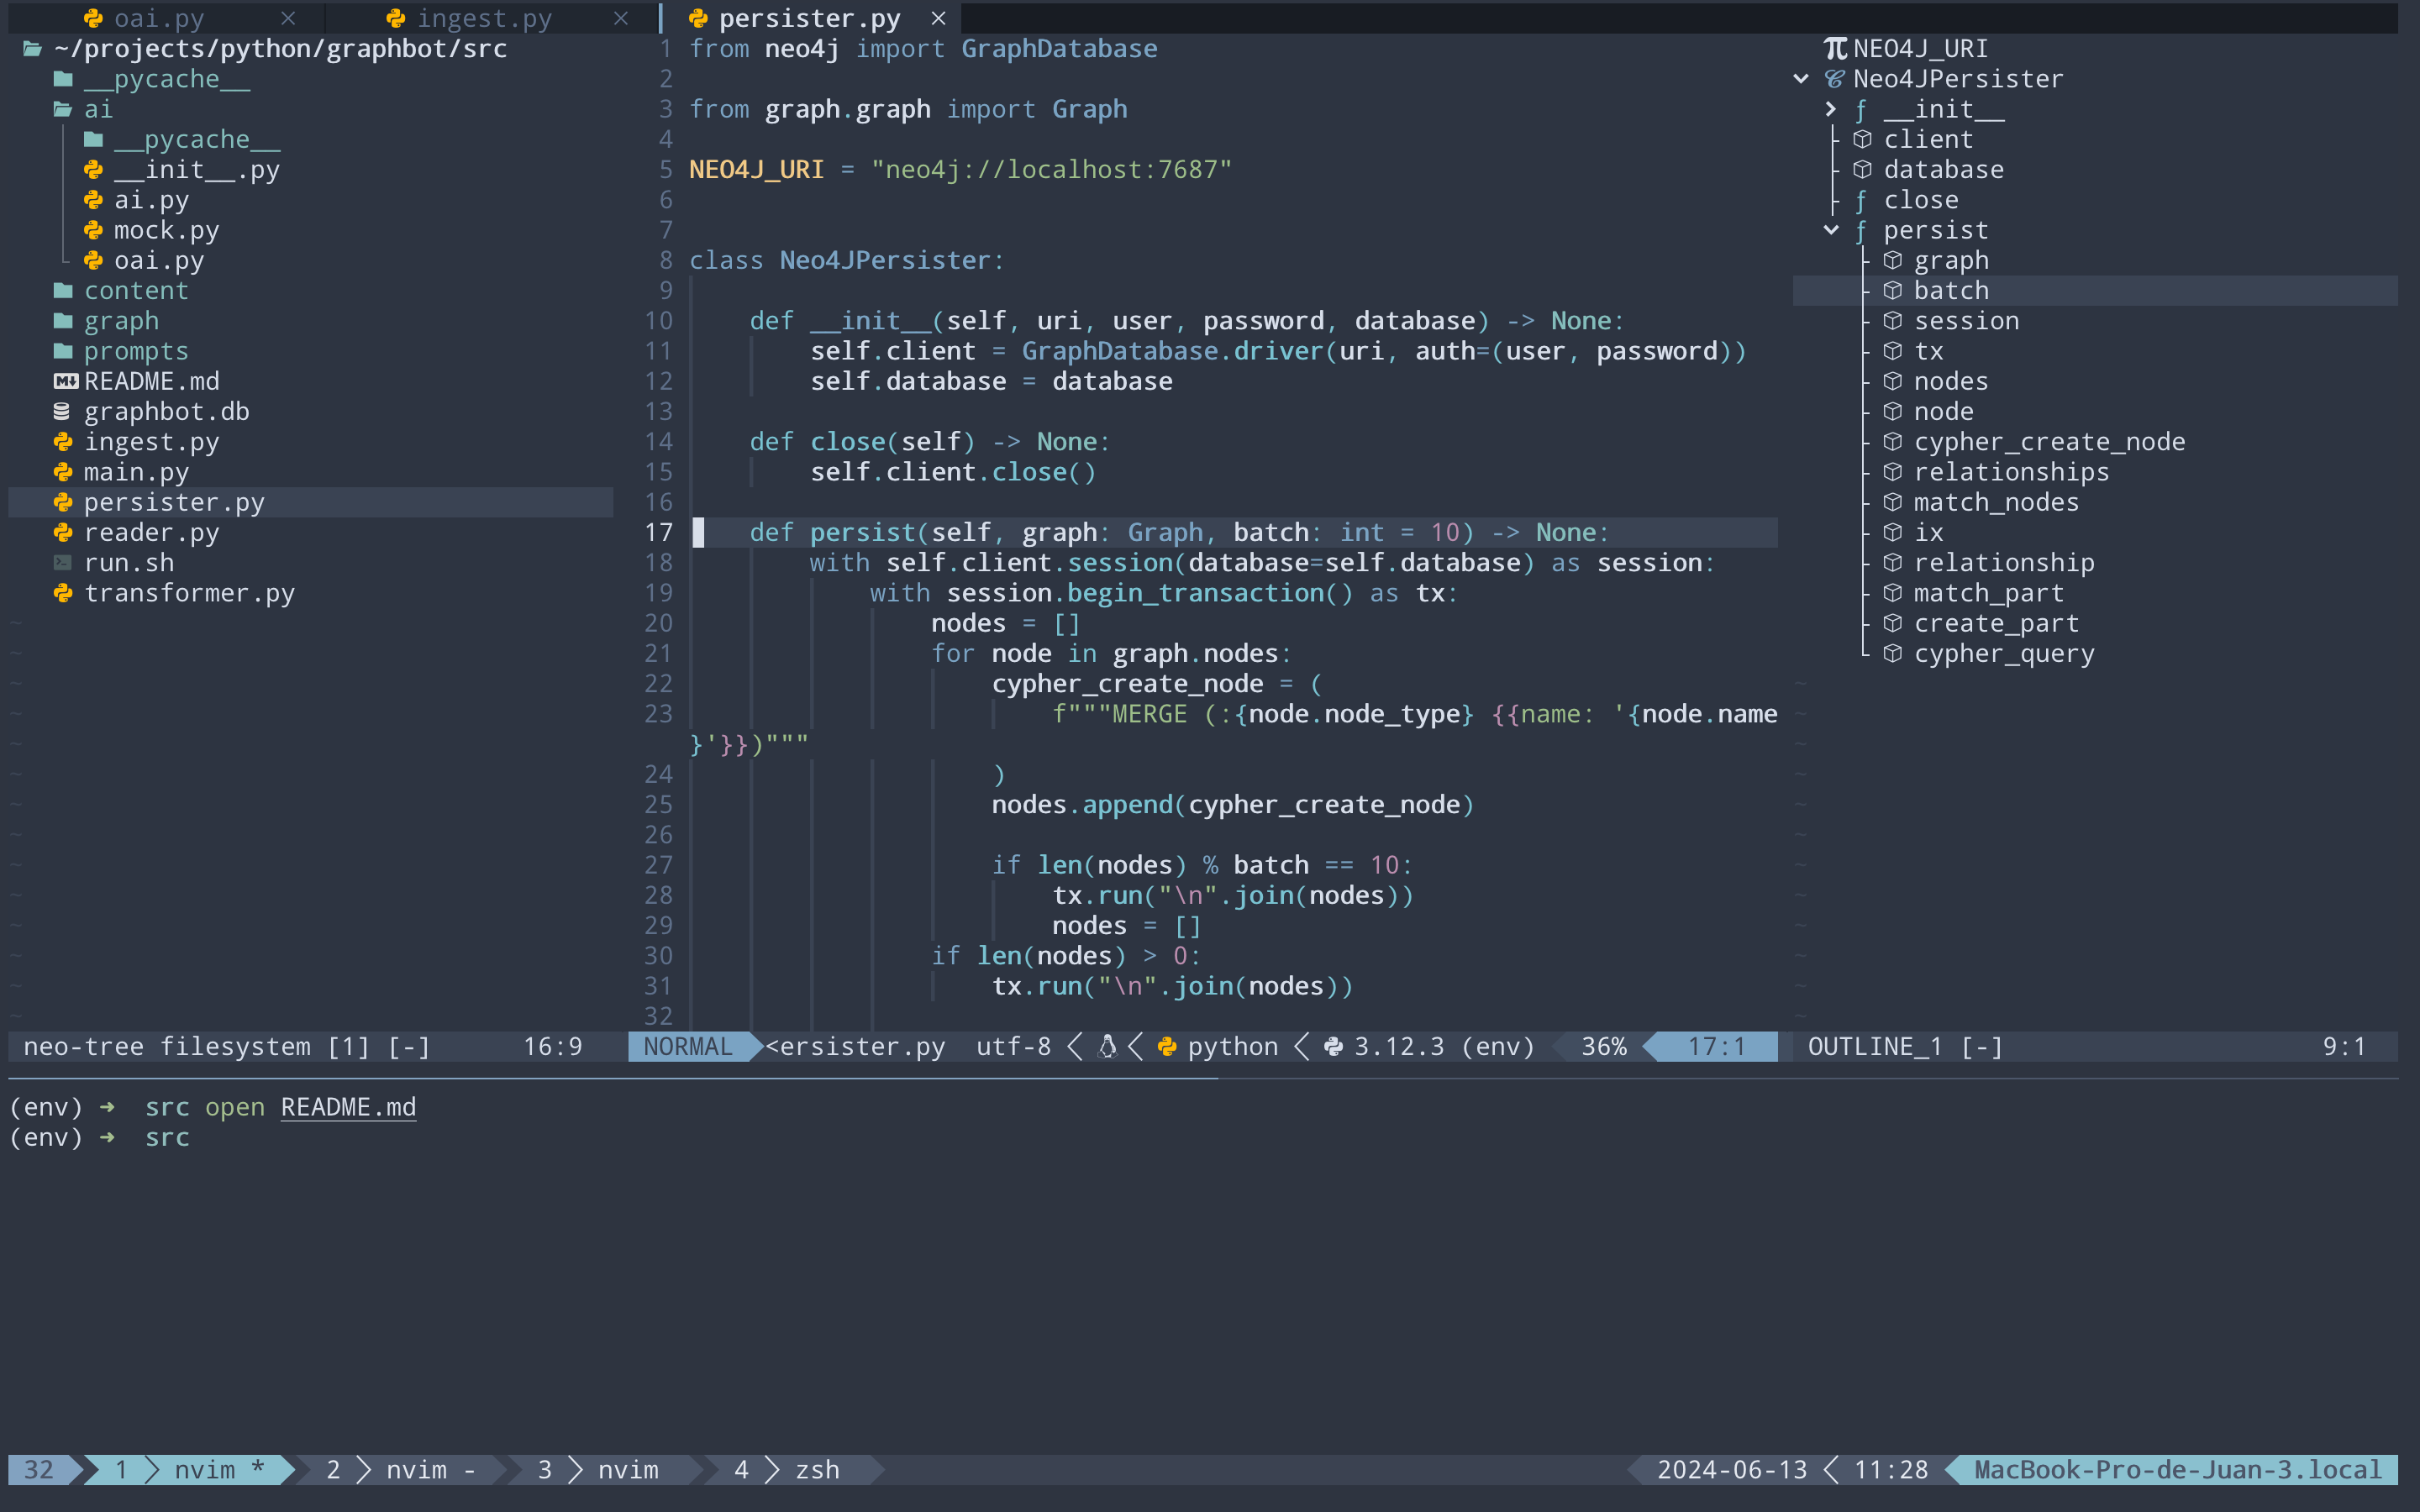 oai.py × ingest.py × persister.py ×
~/projects/python/graphbot/src
__pycache__
ai
__pycache__
__init__.py
ai.py
mock.py
oai.py
content
graph
prompts
README.md
graphbot.db
ingest.py
main.py
persister.py
reader.py
run.sh
transformer.py
1 from neo4j import GraphDatabase
2
3 from graph.graph import Graph
4
5 NEO4J_URI = "neo4j://localhost:7687"
6
7
8 class Neo4JPersister:
9
10     def __init__(self, uri, user, password, database) -> None:
11         self.client = GraphDatabase.driver(uri, auth=(user, password))
12         self.database = database
13
14     def close(self) -> None:
15         self.client.close()
16
17     def persist(self, graph: Graph, batch: int = 10) -> None:
18         with self.client.session(database=self.database) as session:
19             with session.begin_transaction() as tx:
20                 nodes = []
21                 for node in graph.nodes:
22                     cypher_create_node = (
23                         f"""MERGE (:{node.node_type} {{name: '{node.name
}'}})"""
24                     )
25                     nodes.append(cypher_create_node)
26
27                     if len(nodes) % batch == 10:
28                         tx.run("\n".join(nodes))
29                         nodes = []
30                 if len(nodes) > 0:
31                     tx.run("\n".join(nodes))
32
NEO4J_URI
Neo4JPersister
__init__
client
database
close
persist
graph
batch
session
tx
nodes
node
cypher_create_node
relationships
match_nodes
ix
relationship
match_part
create_part
cypher_query
neo-tree filesystem [1] [-] 16:9 NORMAL <ersister.py utf-8 python 3.12.3 (env) 36% 17:1 OUTLINE_1 [-] 9:1
(env) ➜ src open README.md
(env) ➜ src
32 1 nvim * 2 nvim - 3 nvim 4 zsh 2024-06-13 11:28 MacBook-Pro-de-Juan-3.local